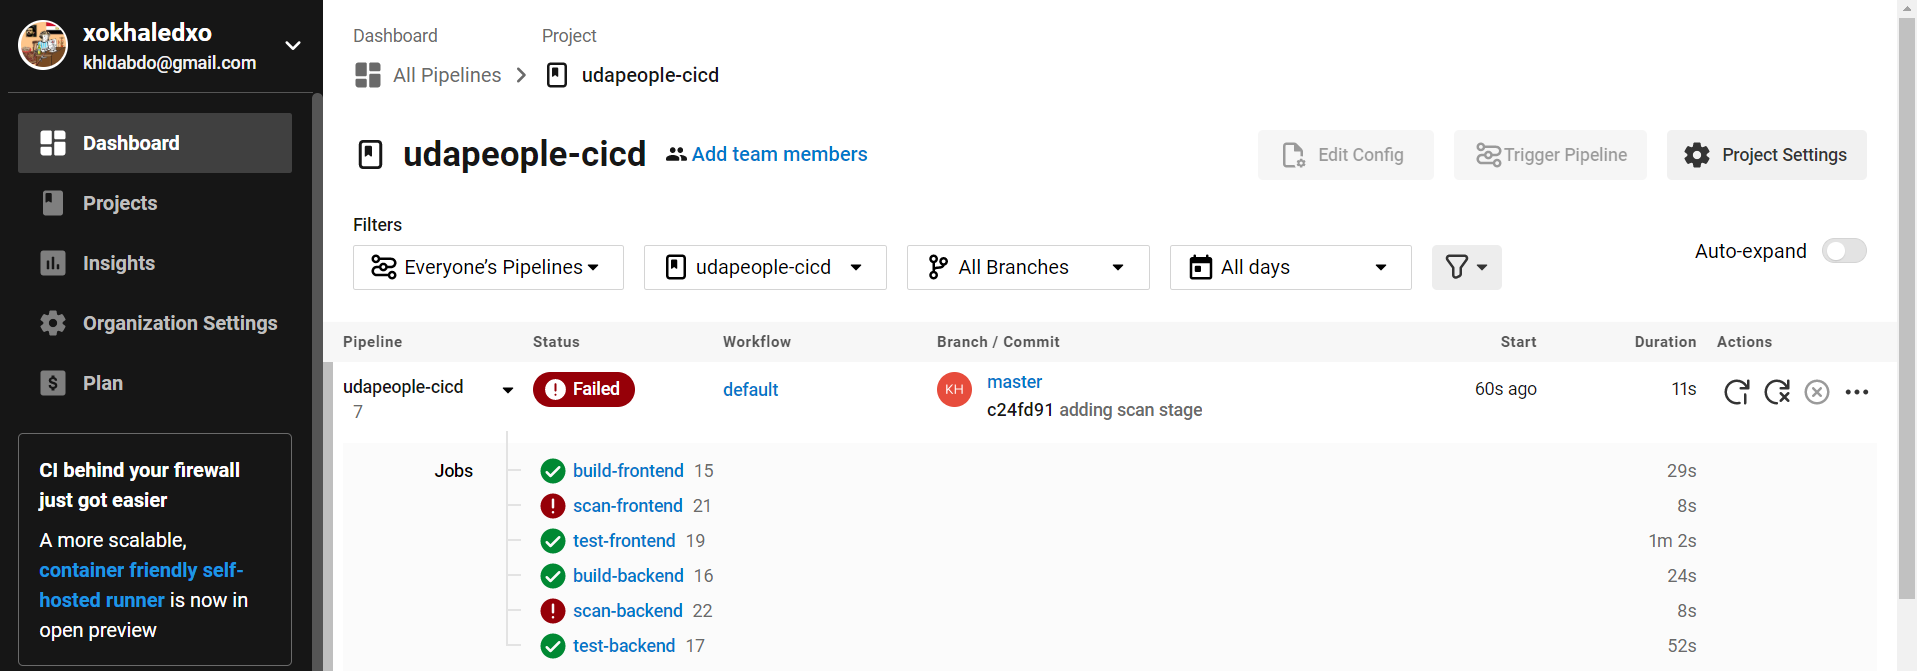 xokhaledxo
khldabdo@gmail.com
Dashboard
Projects
Insights
Organization Settings
$ Plan
CI behind your firewall
just got easier
A more scalable,
container friendly self-
hosted runner is now in
open preview
Dashboard Project
All Pipelines udapeople-cicd
udapeople-cicd Add team members Edit Config Trigger Pipeline Project Settings
Filters
Everyone’s Pipelines udapeople-cicd All Branches All days Auto-expand
Pipeline Status Workflow Branch / Commit Start Duration Actions
udapeople-cicd Failed default KH master 60s ago 11s
7 c24fd91 adding scan stage
Jobs build-frontend 15 29s
scan-frontend 21 8s
test-frontend 19 1m 2s
build-backend 16 24s
scan-backend 22 8s
test-backend 17 52s